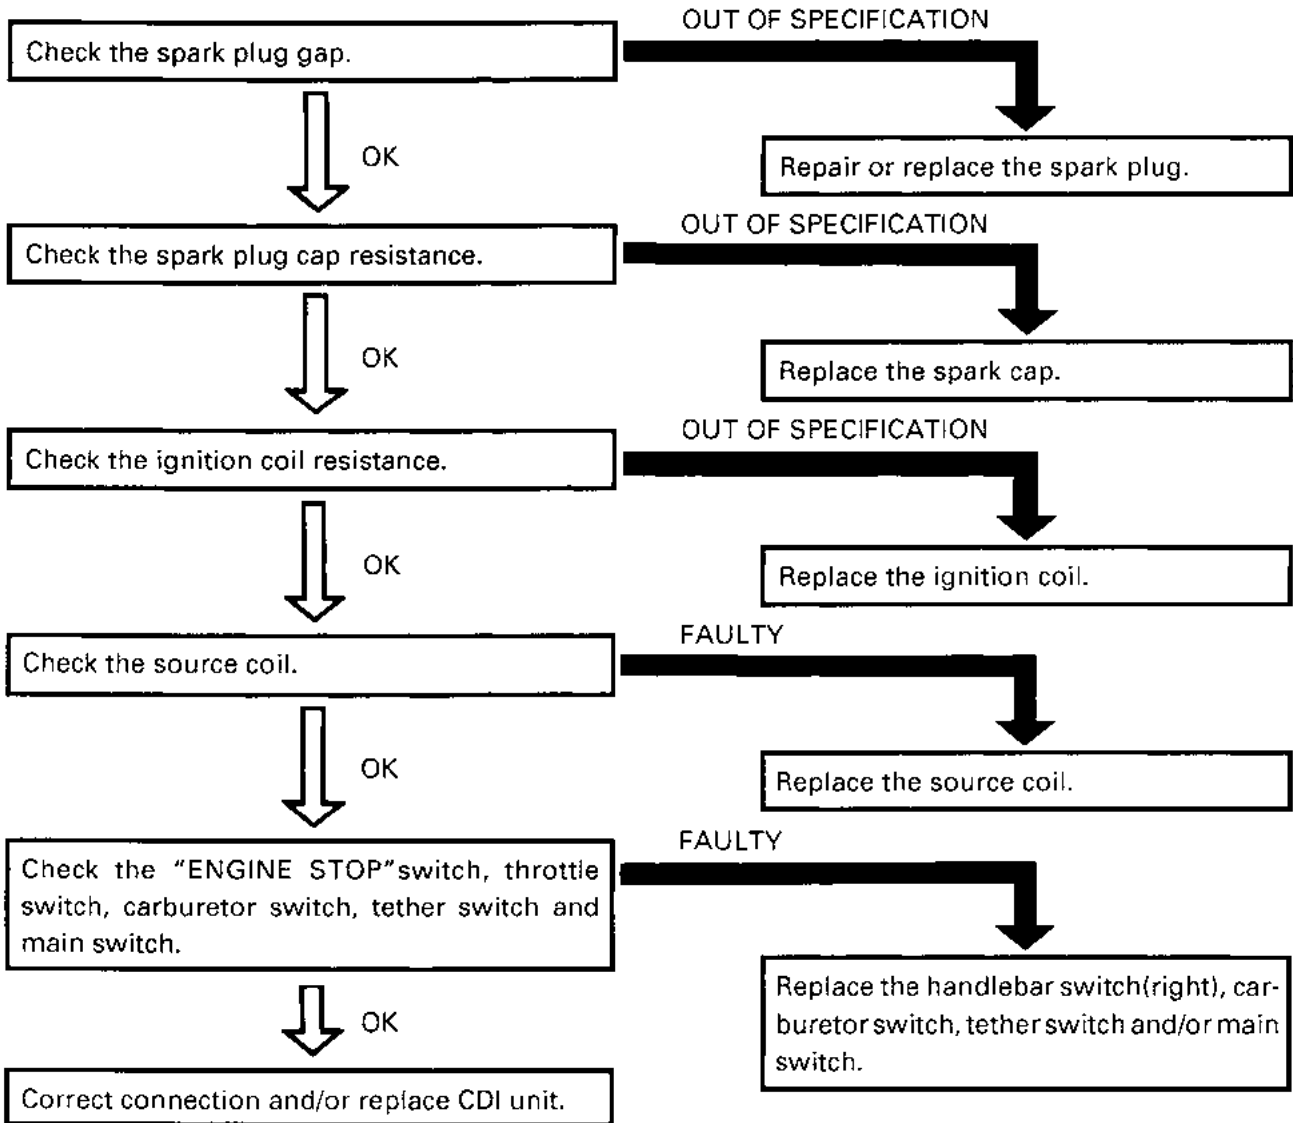 OUT OF SPECIFICATION
Check the spark plug gap.
OK
Repair or replace the spark plug.
OUT OF SPECIFICATION
Check the spark plug cap resistance.
OK
Replace the spark cap.
OUT OF SPECIFICATION
Check the ignition coil resistance.
OK
Replace the ignition coil.
FAULTY
Check the source coil.
OK
Replace the source coil.
FAULTY
Check the "ENGINE STOP"switch, throttle
switch, carburetor switch, tether switch and
main switch.
Replace the handlebar switch(right), car-
buretor switch, tether switch and/or main
switch.
OK
Correct connection and/or replace CDI unit.